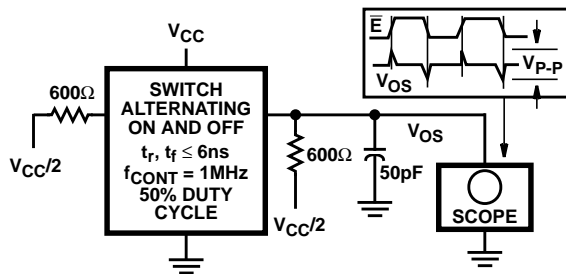 V_CC
E̅
V_OS
V_P-P
600Ω
V_CC/2
SWITCH
ALTERNATING
ON AND OFF
t_r, t_f ≤ 6ns
f_CONT = 1MHz
50% DUTY
CYCLE
600Ω
V_CC/2
50pF
V_OS
SCOPE